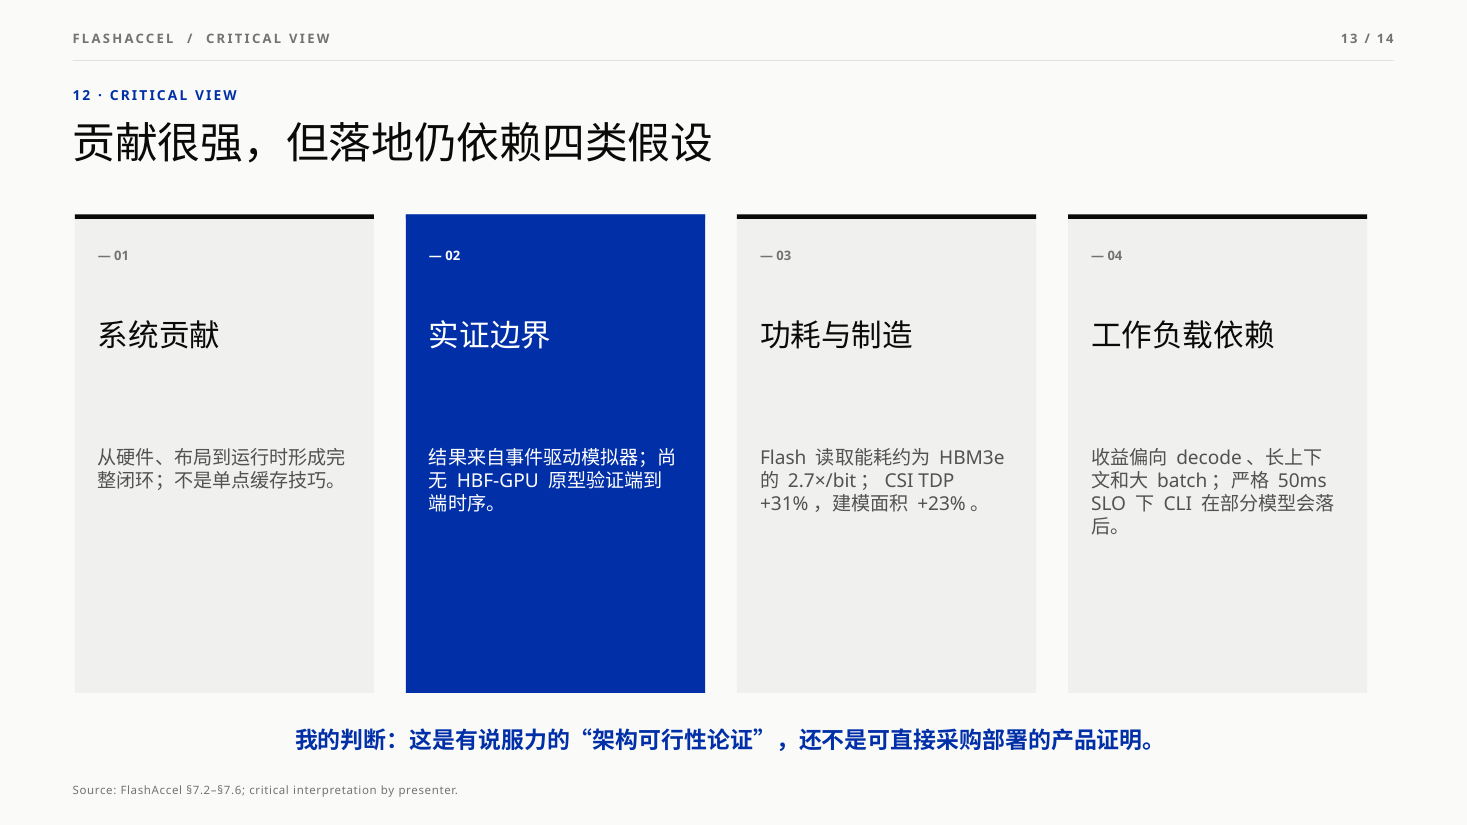 FLASHACCEL / CRITICAL VIEW
13 / 14
12 · CRITICAL VIEW
贡献很强，但落地仍依赖四类假设
— 01
系统贡献
从硬件、布局到运行时形成完
整闭环；不是单点缓存技巧。
— 02
实证边界
结果来自事件驱动模拟器；尚
无 HBF-GPU 原型验证端到
端时序。
— 03
功耗与制造
Flash 读取能耗约为 HBM3e
的 2.7×/bit； CSI TDP
+31%，建模面积 +23%。
— 04
工作负载依赖
收益偏向 decode、长上下
文和大 batch；严格 50ms
SLO 下 CLI 在部分模型会落
后。
我的判断：这是有说服力的“架构可行性论证”，还不是可直接采购部署的产品证明。
Source: FlashAccel §7.2–§7.6; critical interpretation by presenter.